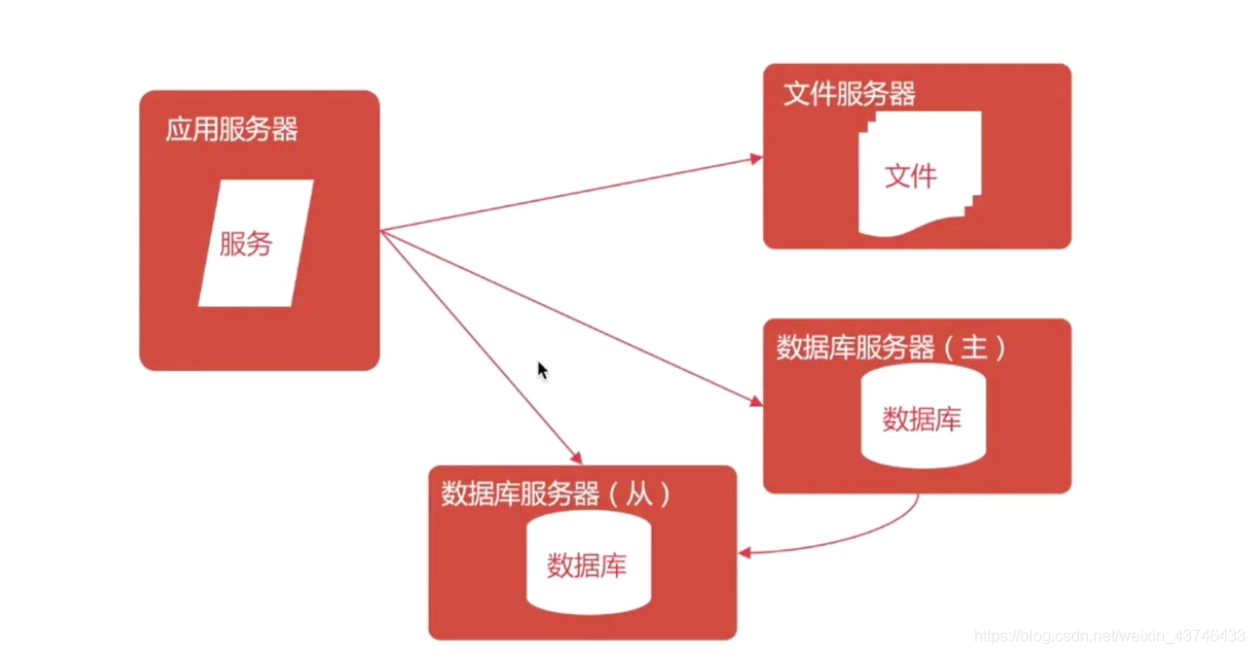 应用服务器
服务
文件服务器
文件
数据库服务器（主）
数据库
数据库服务器（从）
数据库
https://blog.csdn.net/weixin_43746433